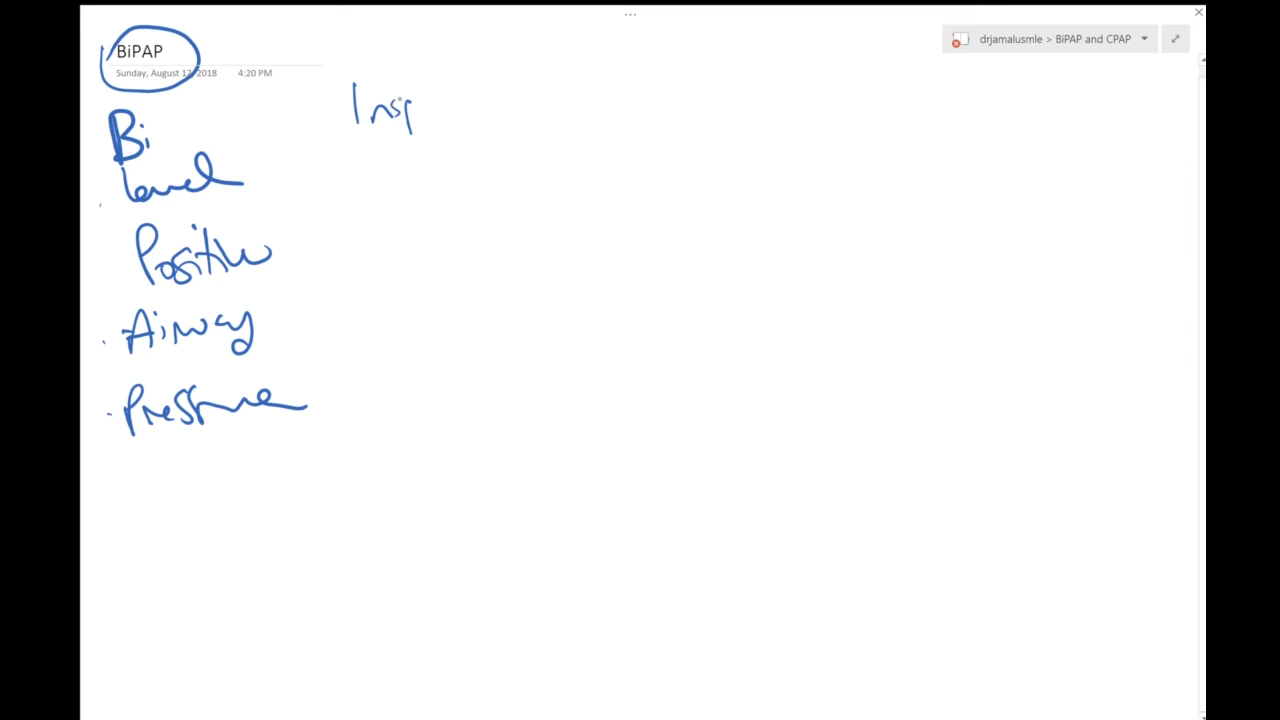 BiPAP
Sunday, August 12, 2018 4:20 PM
drjamalusmle > BiPAP and CPAP
Bi
level
Positive
Airway
Pressure
Insp